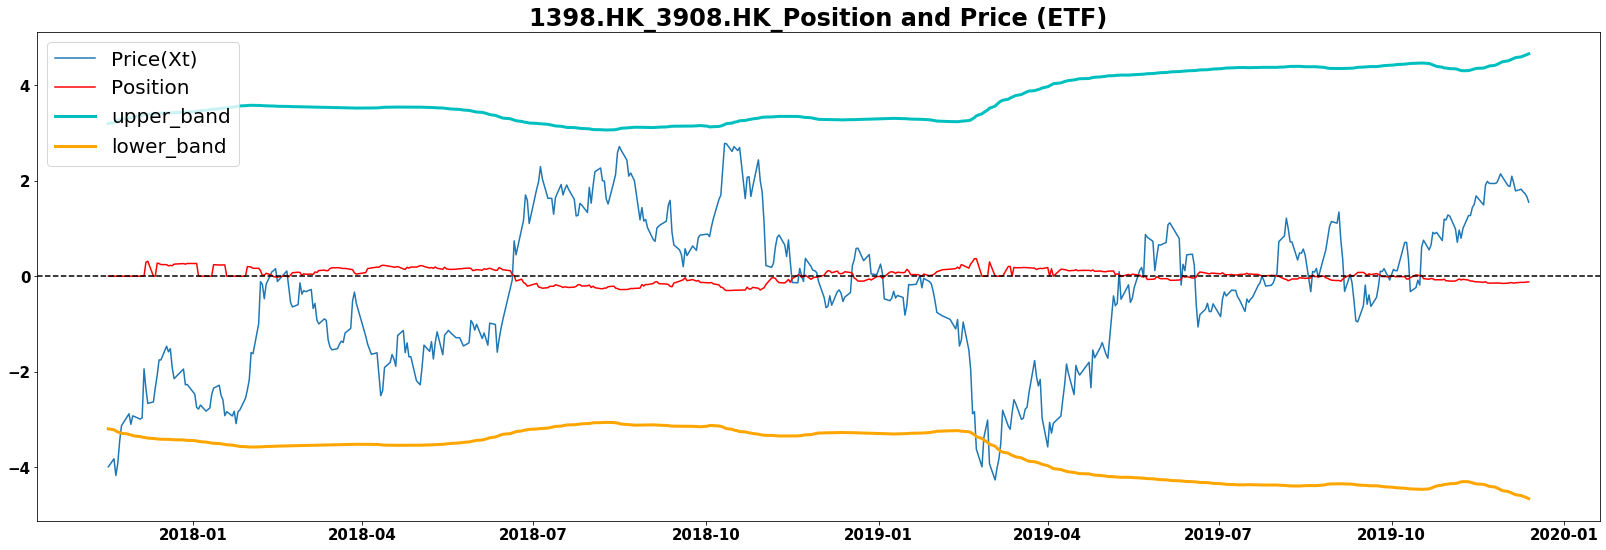 1398.HK_3908.HK_Position and Price (ETF)
Price(Xt)
Position
upper_band
lower_band
4
2
0
−2
−4
2018-01 2018-04 2018-07 2018-10 2019-01 2019-04 2019-07 2019-10 2020-01